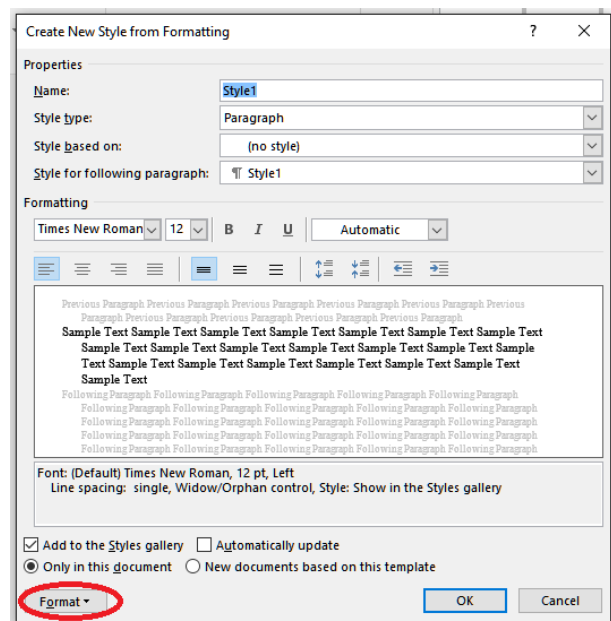 Create New Style from Formatting ? ×
Properties
Name: Style1
Style type: Paragraph
Style based on: (no style)
Style for following paragraph: ¶ Style1
Formatting
Times New Roman 12 B I U Automatic
Previous Paragraph Previous Paragraph Previous Paragraph Previous Paragraph Previous Paragraph Previous
Paragraph Previous Paragraph Previous Paragraph Previous Paragraph Previous Paragraph
Sample Text Sample Text Sample Text Sample Text Sample Text Sample Text Sample Text
Sample Text Sample Text Sample Text Sample Text Sample Text Sample Text Sample
Text Sample Text Sample Text Sample Text Sample Text Sample Text Sample Text
Sample Text
Following Paragraph Following Paragraph Following Paragraph Following Paragraph
Following Paragraph Following Paragraph Following Paragraph Following Paragraph
Following Paragraph Following Paragraph Following Paragraph Following Paragraph
Following Paragraph Following Paragraph Following Paragraph Following Paragraph
Following Paragraph Following Paragraph Following Paragraph Following Paragraph
Font: (Default) Times New Roman, 12 pt, Left
Line spacing: single, Widow/Orphan control, Style: Show in the Styles gallery
Add to the Styles gallery Automatically update
Only in this document New documents based on this template
Format OK Cancel